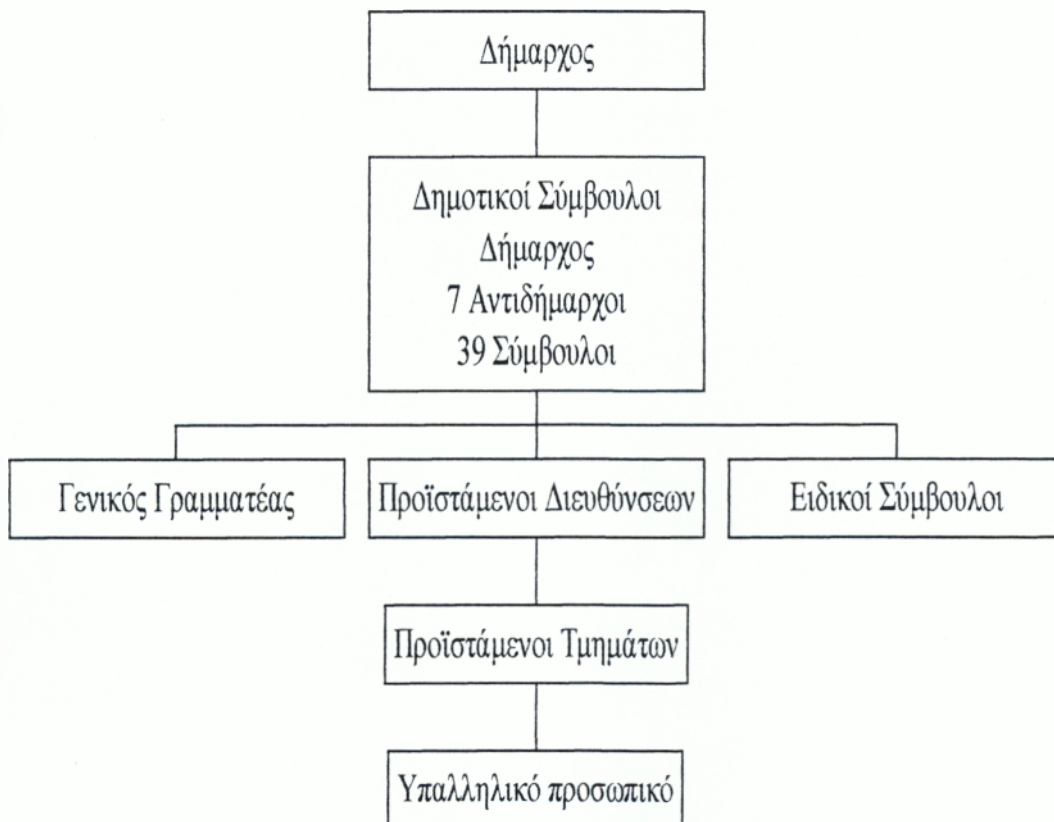 Δήμαρχος
Δημοτικοί Σύμβουλοι
Δήμαρχος
7 Αντιδήμαρχοι
39 Σύμβουλοι
Γενικός Γραμματέας
Προϊστάμενοι Διευθύνσεων
Ειδικοί Σύμβουλοι
Προϊστάμενοι Τμημάτων
Υπαλληλικό προσωπικό